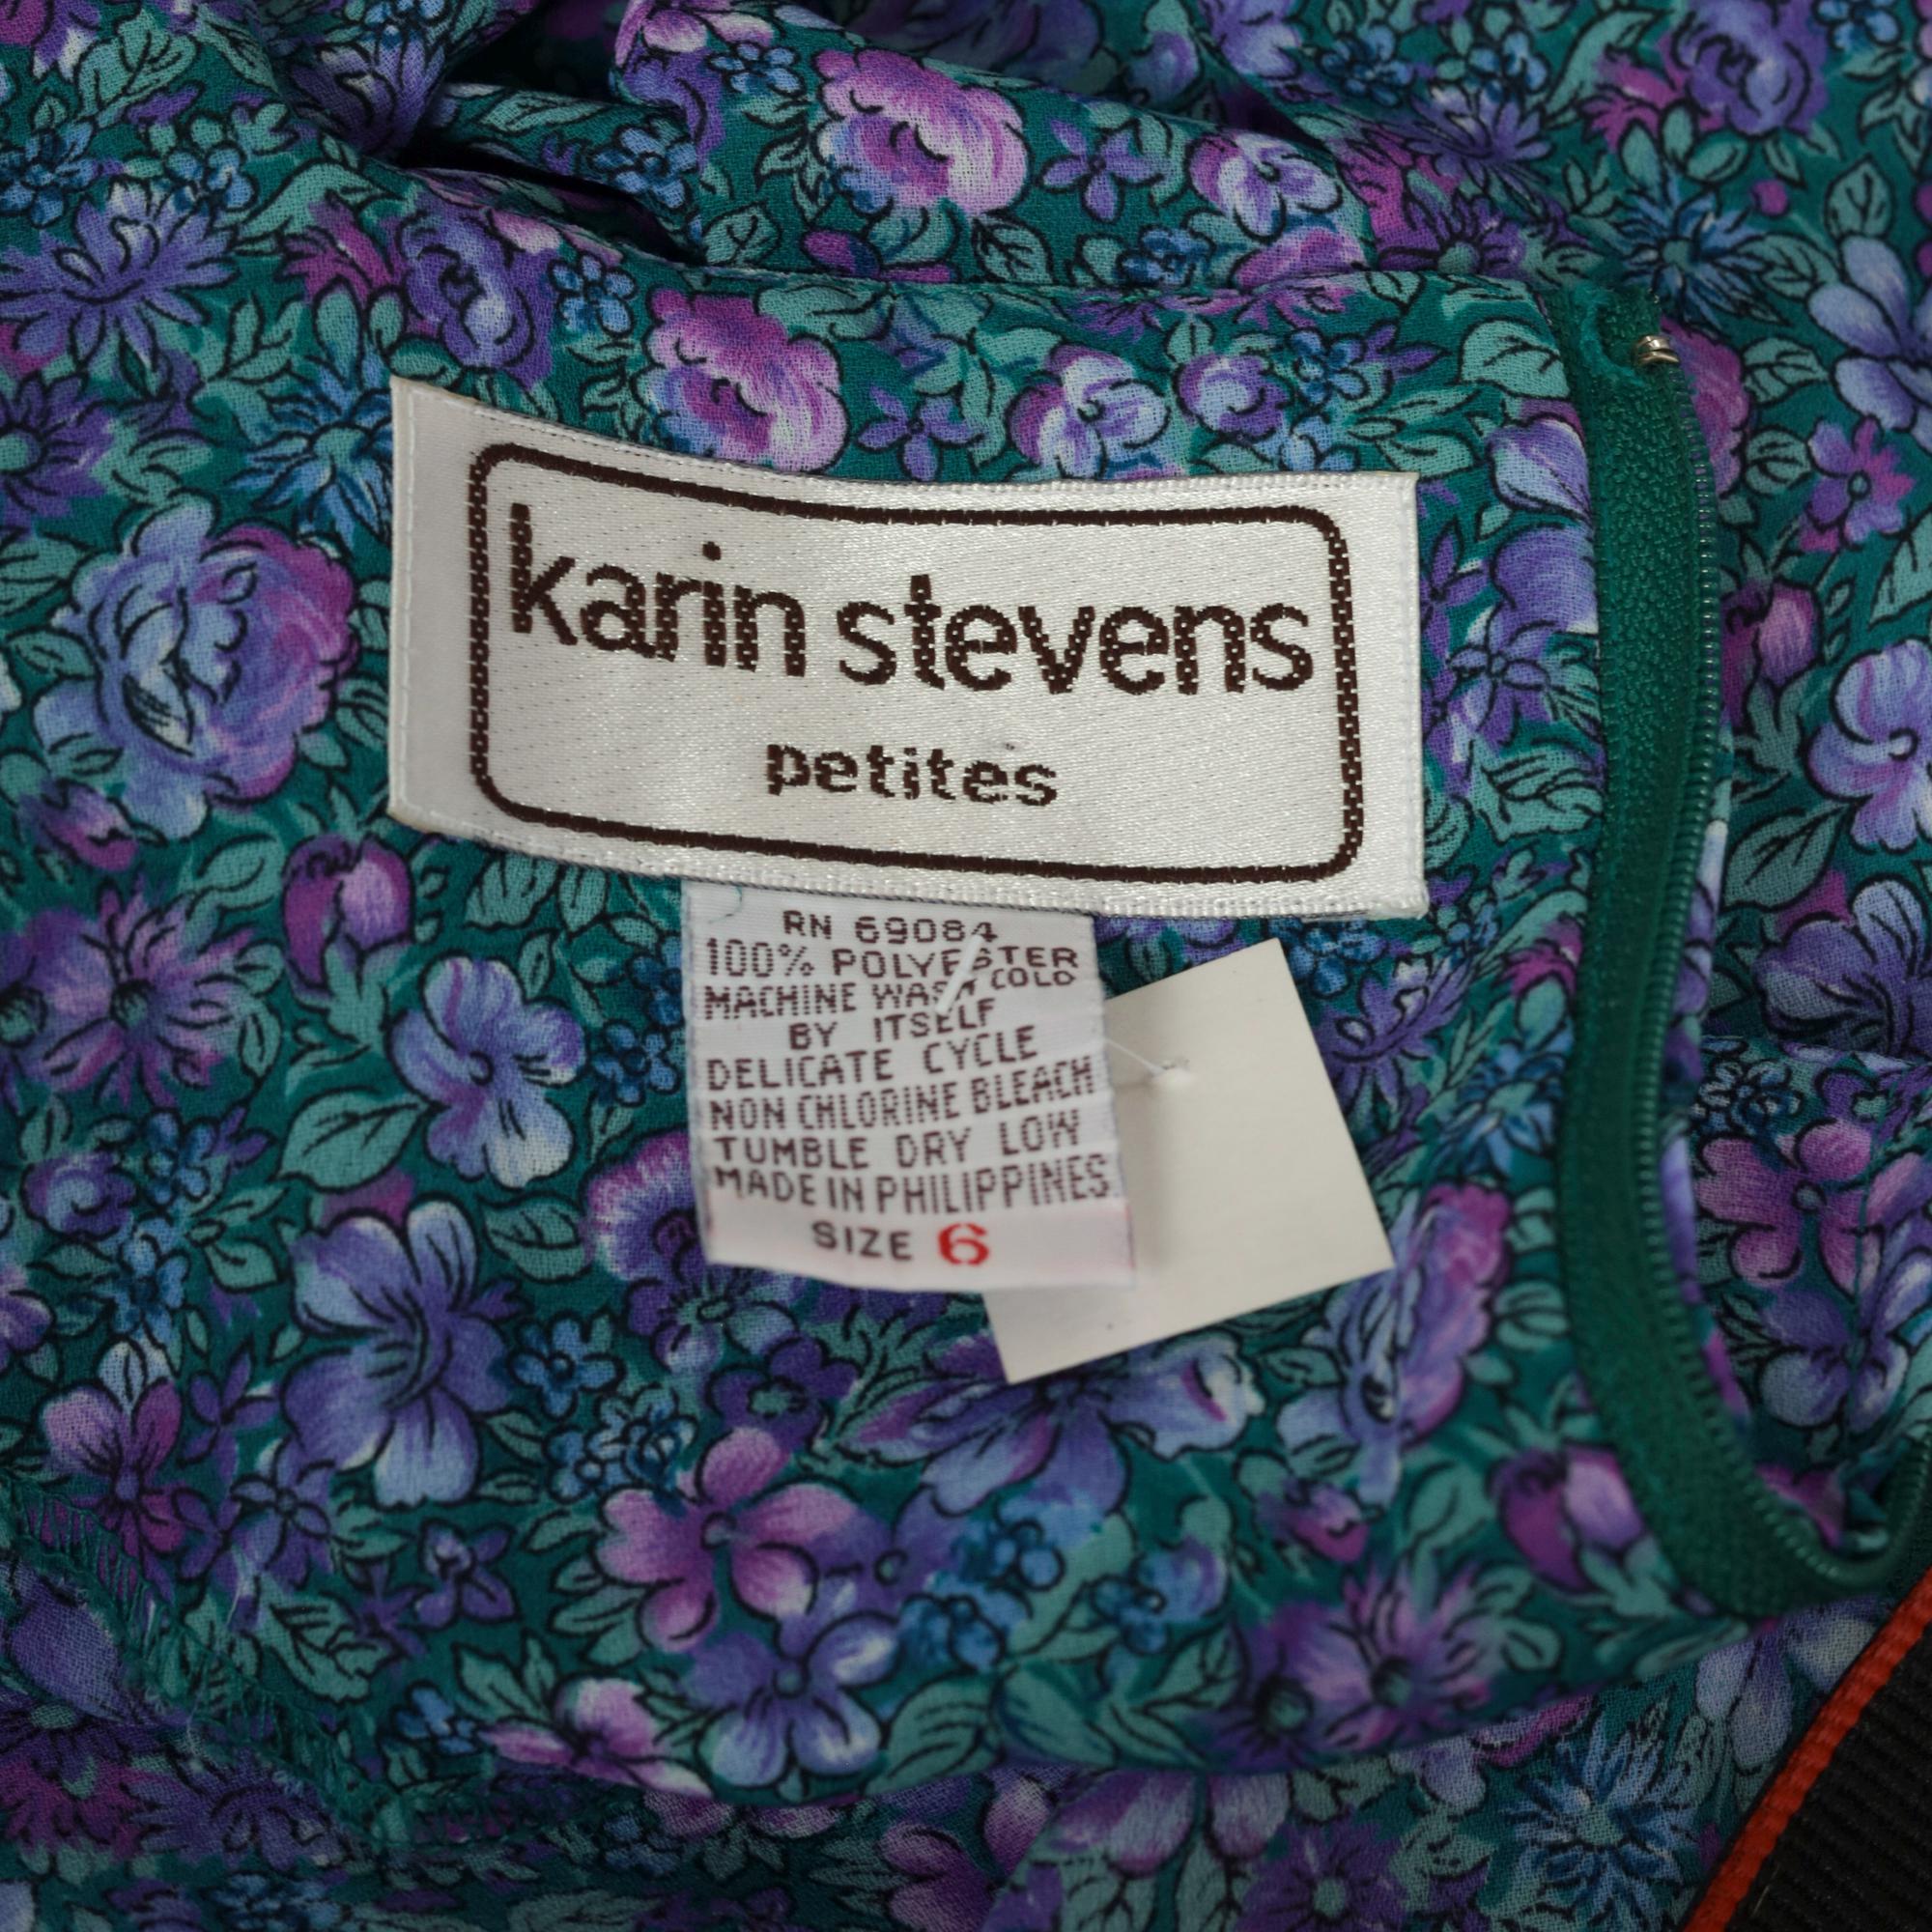 karin stevens
petites
RN 69084
100% POLYESTER
MACHINE WASH COLD
BY ITSELF
DELICATE CYCLE
NON CHLORINE BLEACH
TUMBLE DRY LOW
MADE IN PHILIPPINES
SIZE 6